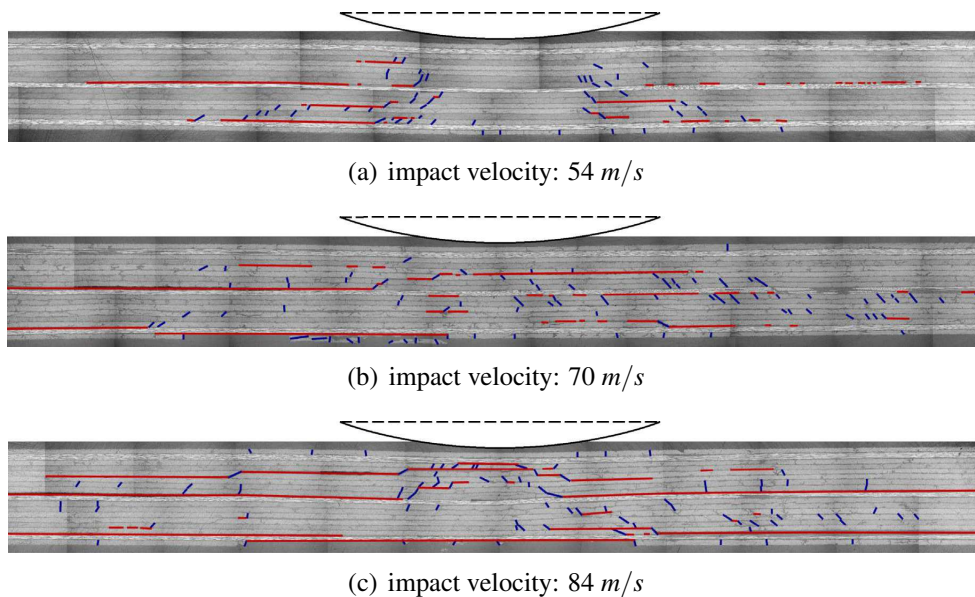 (a) impact velocity: 54 m/s
(b) impact velocity: 70 m/s
(c) impact velocity: 84 m/s